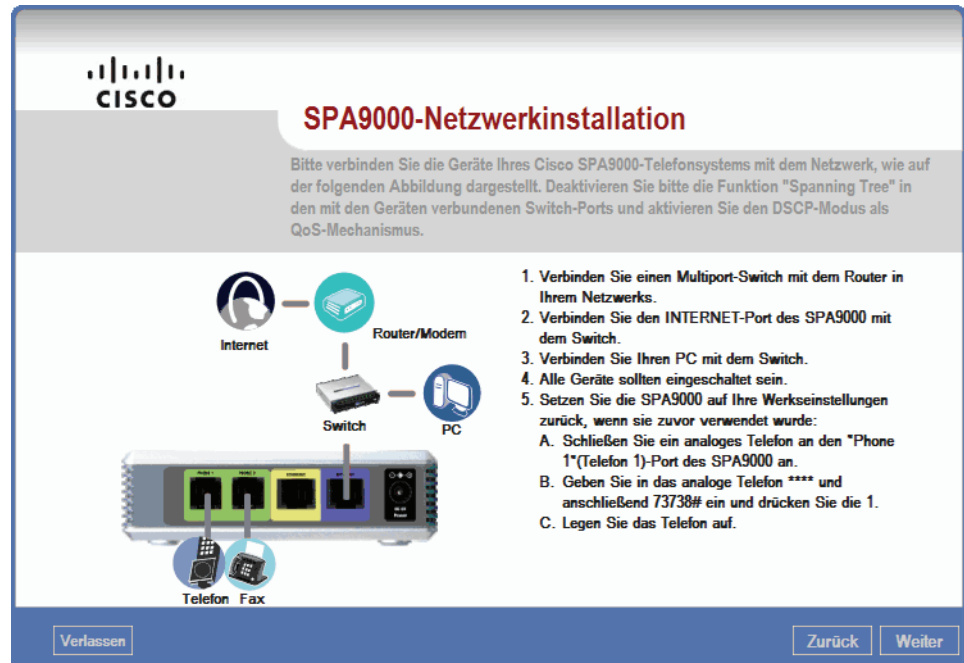 CISCO
SPA9000-Netzwerkinstallation
Bitte verbinden Sie die Geräte Ihres Cisco SPA9000-Telefonsystems mit dem Netzwerk, wie auf
der folgenden Abbildung dargestellt. Deaktivieren Sie bitte die Funktion "Spanning Tree" in
den mit den Geräten verbundenen Switch-Ports und aktivieren Sie den DSCP-Modus als
QoS-Mechanismus.
Internet
Router/Modem
Switch
PC
PHONE 1
PHONE 2
Power
Telefon Fax
1. Verbinden Sie einen Multiport-Switch mit dem Router in
Ihrem Netzwerks.
2. Verbinden Sie den INTERNET-Port des SPA9000 mit
dem Switch.
3. Verbinden Sie Ihren PC mit dem Switch.
4. Alle Geräte sollten eingeschaltet sein.
5. Setzen Sie die SPA9000 auf Ihre Werkseinstellungen
zurück, wenn sie zuvor verwendet wurde:
A. Schließen Sie ein analoges Telefon an den "Phone
1"(Telefon 1)-Port des SPA9000 an.
B. Geben Sie in das analoge Telefon **** und
anschließend 73738# ein und drücken Sie die 1.
C. Legen Sie das Telefon auf.
Verlassen
Zurück
Weiter